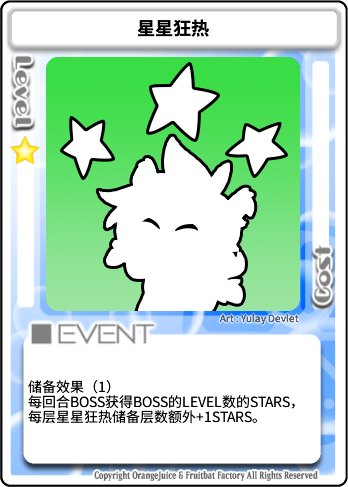 星星狂热
Level
Cost
Art : Yulay Devlet
EVENT
储备效果（1）
每回合BOSS获得BOSS的LEVEL数的STARS，
每层星星狂热储备层数额外+1STARS。
Copyright OrangeJuice & Fruitbat Factory All Rights Reserved